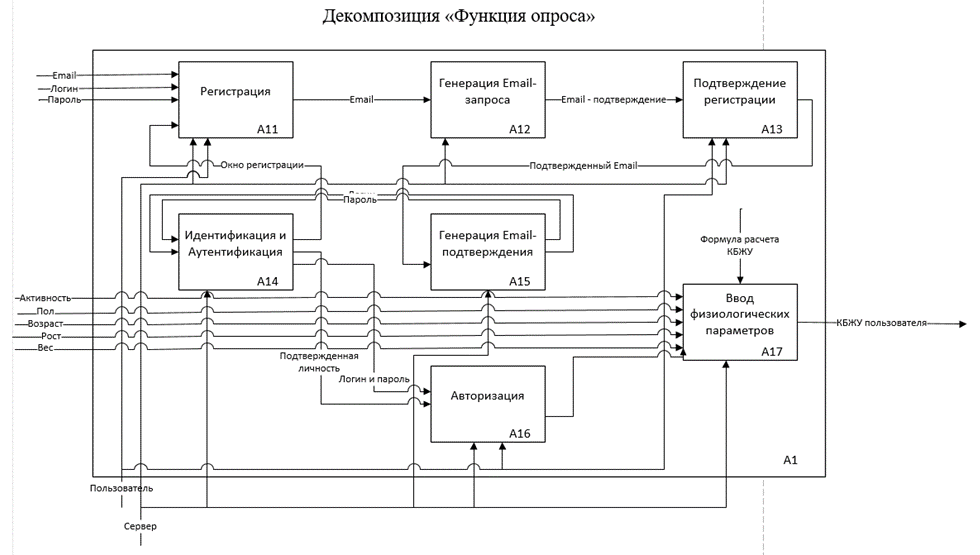 Декомпозиция «Функция опроса»
Email
Логин
Пароль
Регистрация
A11
Email
Генерация Email-
запроса
A12
Email - подтверждение
Подтверждение
регистрации
A13
Окно регистрации
Подтвержденный Email
Пароль
Идентификация и
Аутентификация
A14
Генерация Email-
подтверждения
A15
Формула расчета
КБЖУ
Активность
Пол
Возраст
Рост
Вес
Ввод
физиологических
параметров
A17
КБЖУ пользователя
Подтвержденная
личность
Логин и пароль
Авторизация
A16
A1
Пользователь
Сервер